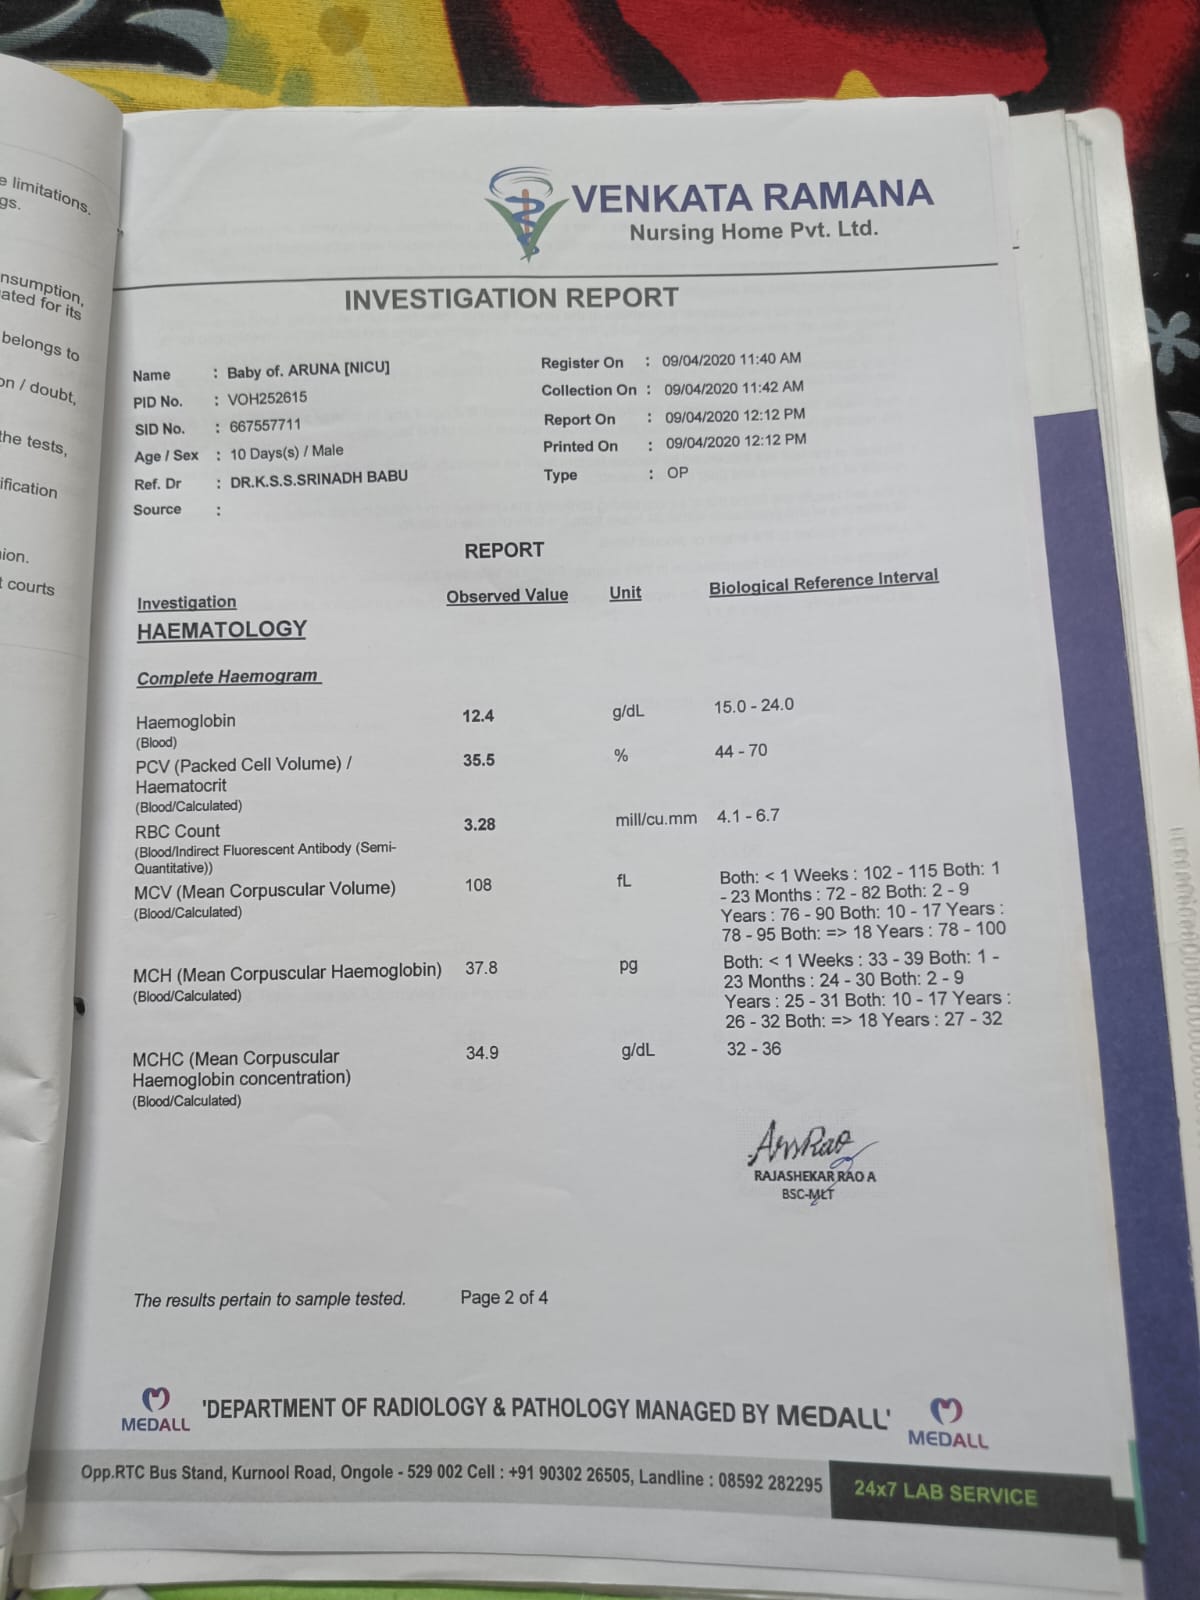 e limitations.
gs.
nsumption,
ated for its
belongs to
on / doubt,
the tests,
ification
ion.
t courts
VENKATA RAMANA
Nursing Home Pvt. Ltd.
INVESTIGATION REPORT
Name : Baby of. ARUNA [NICU]
PID No. : VOH252615
SID No. : 667557711
Age / Sex : 10 Days(s) / Male
Ref. Dr : DR.K.S.S.SRINADH BABU
Source :
Register On : 09/04/2020 11:40 AM
Collection On : 09/04/2020 11:42 AM
Report On : 09/04/2020 12:12 PM
Printed On : 09/04/2020 12:12 PM
Type : OP
REPORT
Investigation Observed Value Unit Biological Reference Interval
HAEMATOLOGY
Complete Haemogram
Haemoglobin 12.4 g/dL 15.0 - 24.0
(Blood)
PCV (Packed Cell Volume) / 35.5 % 44 - 70
Haematocrit
(Blood/Calculated)
RBC Count 3.28 mill/cu.mm 4.1 - 6.7
(Blood/Indirect Fluorescent Antibody (Semi-
Quantitative))
MCV (Mean Corpuscular Volume) 108 fL Both: < 1 Weeks : 102 - 115 Both: 1
(Blood/Calculated) - 23 Months : 72 - 82 Both: 2 - 9
Years : 76 - 90 Both: 10 - 17 Years :
78 - 95 Both: => 18 Years : 78 - 100
MCH (Mean Corpuscular Haemoglobin) 37.8 pg Both: < 1 Weeks : 33 - 39 Both: 1 -
(Blood/Calculated) 23 Months : 24 - 30 Both: 2 - 9
Years : 25 - 31 Both: 10 - 17 Years :
26 - 32 Both: => 18 Years : 27 - 32
MCHC (Mean Corpuscular 34.9 g/dL 32 - 36
Haemoglobin concentration)
(Blood/Calculated)
RAJASHEKAR RAO A
BSC-MLT
The results pertain to sample tested. Page 2 of 4
MEDALL 'DEPARTMENT OF RADIOLOGY & PATHOLOGY MANAGED BY MEDALL' MEDALL
Opp.RTC Bus Stand, Kurnool Road, Ongole - 529 002 Cell : +91 90302 26505, Landline : 08592 282295
24x7 LAB SERVICE